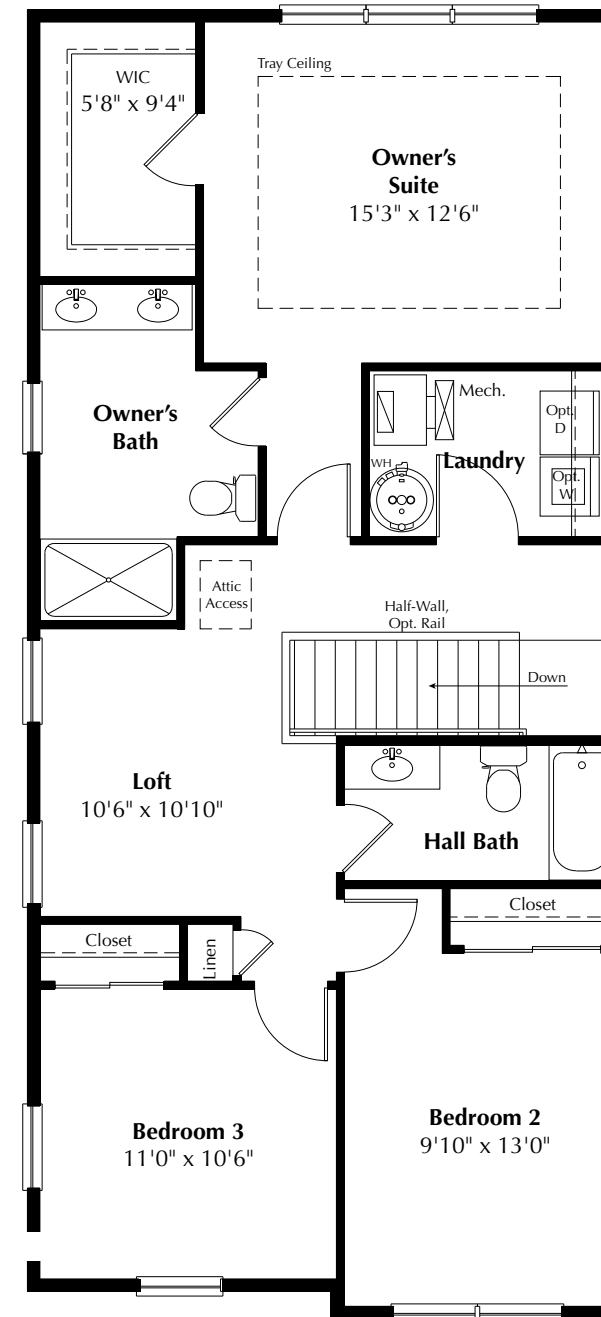 Tray Ceiling
WIC
5'8" x 9'4"
Owner's
Suite
15'3" x 12'6"
Mech.
Owner's
Bath
Opt.
D
WH
Laundry
Opt.
W
Attic
Access
Half-Wall,
Opt. Rail
Down
Loft
10'6" x 10'10"
Hall Bath
Closet
Closet
Linen
Bedroom 3
11'0" x 10'6"
Bedroom 2
9'10" x 13'0"